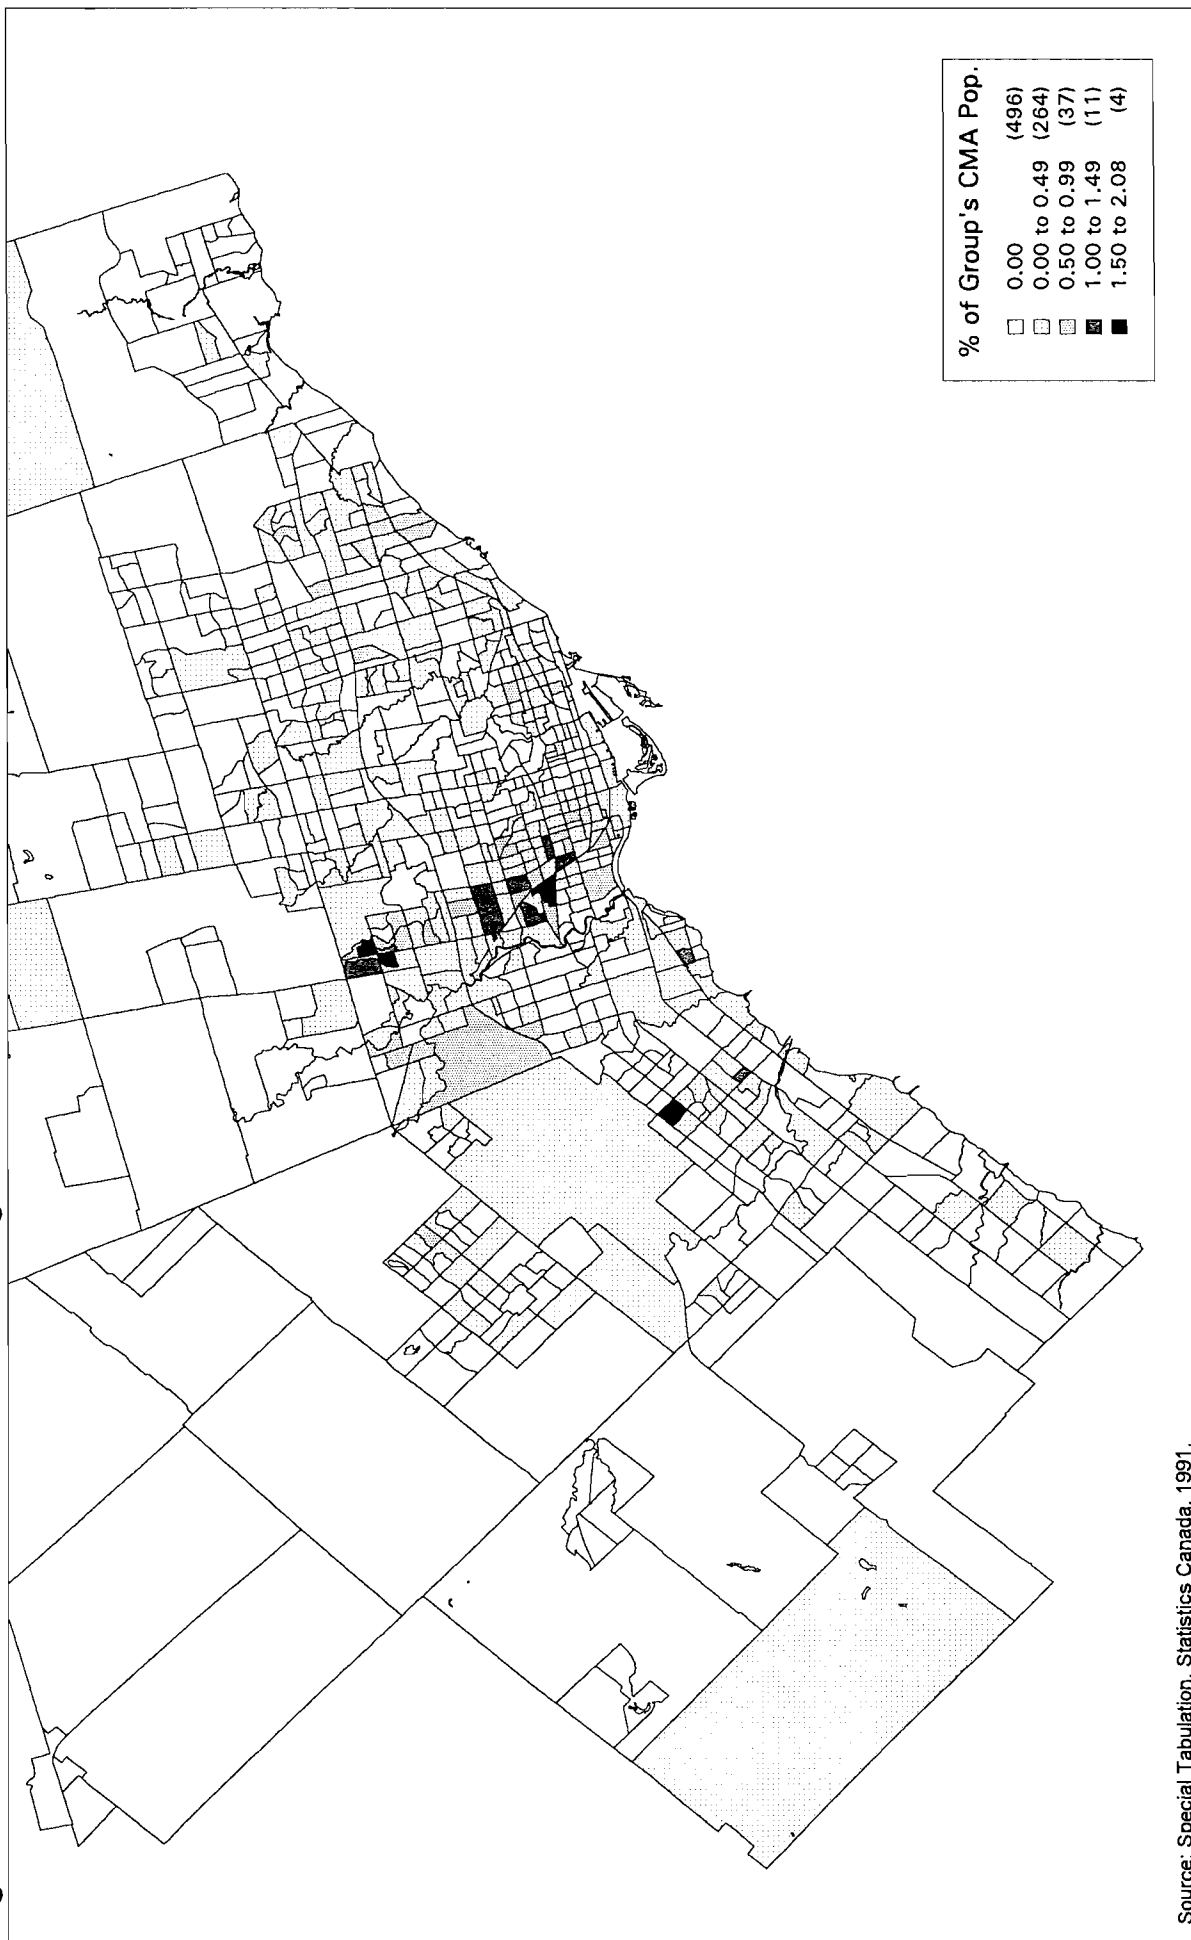 % of Group's CMA Pop.
0.00 (496)
0.00 to 0.49 (264)
0.50 to 0.99 (37)
1.00 to 1.49 (11)
1.50 to 2.08 (4)
Source: Special Tabulation, Statistics Canada, 1991.